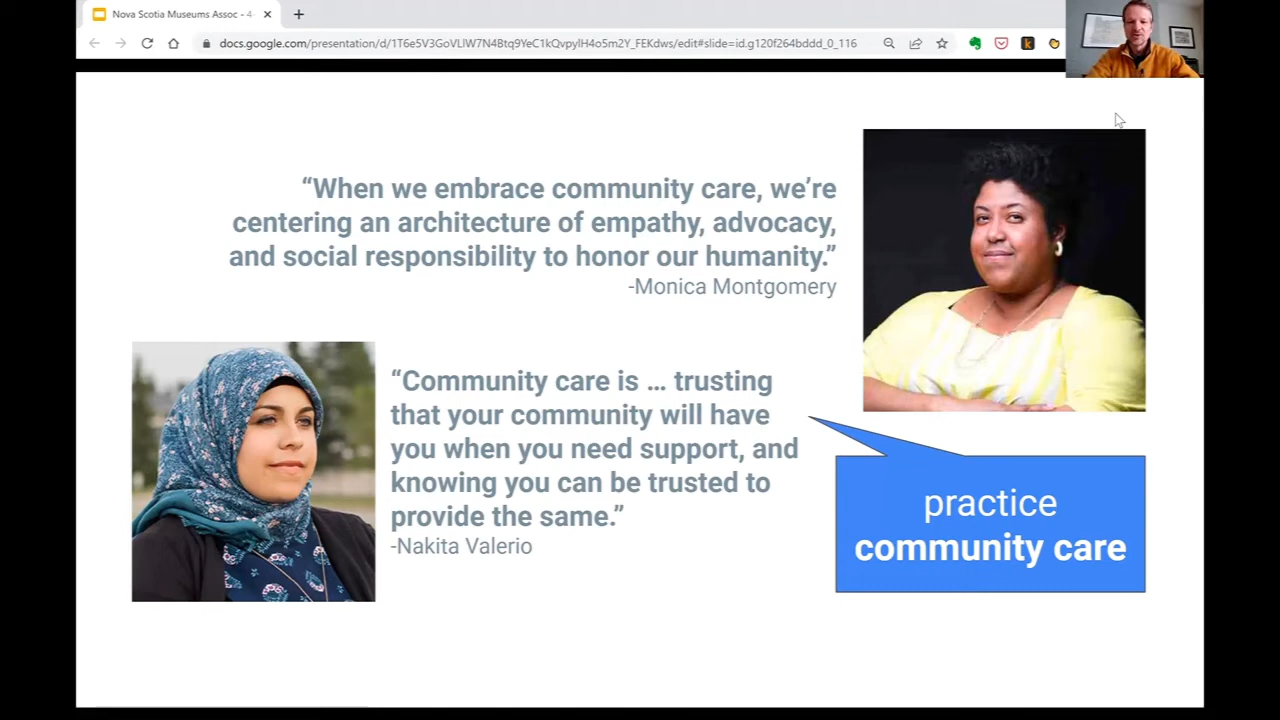 Nova Scotia Museums Assoc - 4-
docs.google.com/presentation/d/1T6e5V3GoVLlW7N4Btq9YeC1kQvpylH4o5m2Y_FEKdws/edit#slide=id.g120f264bddd_0_116
“When we embrace community care, we’re
centering an architecture of empathy, advocacy,
and social responsibility to honor our humanity.”
-Monica Montgomery
“Community care is ... trusting
that your community will have
you when you need support, and
knowing you can be trusted to
provide the same.”
-Nakita Valerio
practice
community care